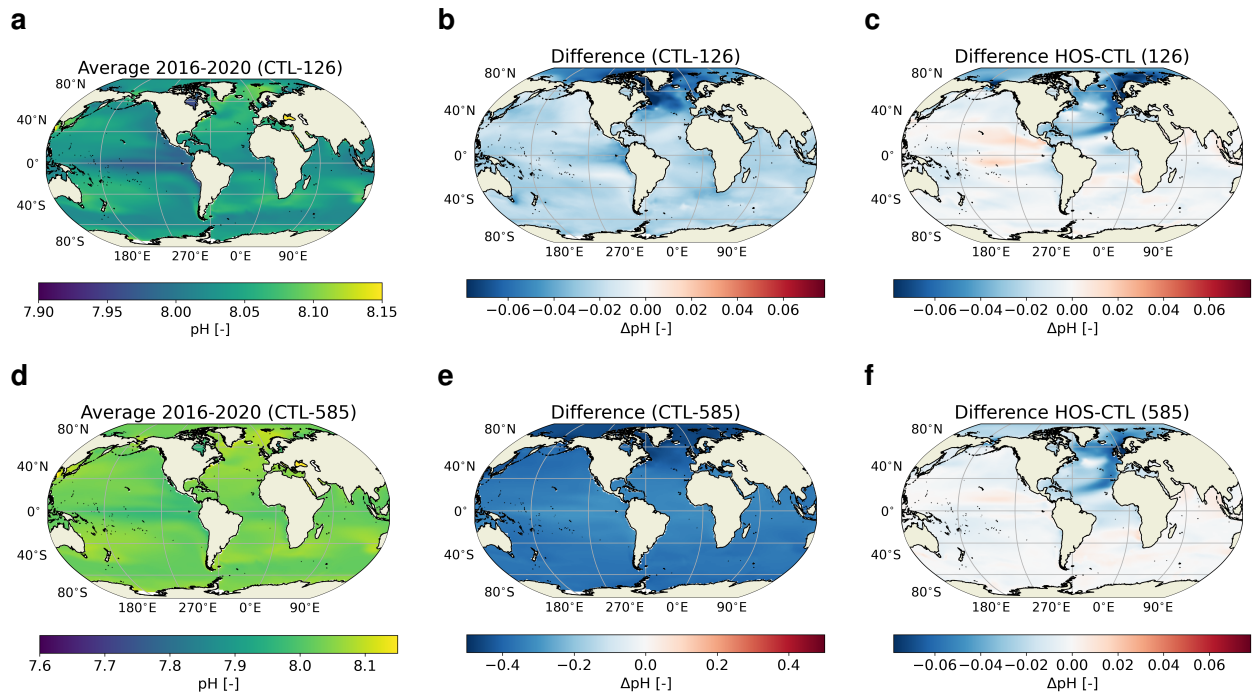 a
b
c
Average 2016-2020 (CTL-126)
Difference (CTL-126)
Difference HOS-CTL (126)
80°N
40°N
0°
40°S
80°S
180°E 270°E 0°E 90°E
80°N
40°N
0°
40°S
80°S
180°E 270°E 0°E 90°E
80°N
40°N
0°
40°S
80°S
180°E 270°E 0°E 90°E
7.90 7.95 8.00 8.05 8.10 8.15
pH [-]
−0.06 −0.04 −0.02 0.00 0.02 0.04 0.06
ΔpH [-]
−0.06 −0.04 −0.02 0.00 0.02 0.04 0.06
ΔpH [-]
d
e
f
Average 2016-2020 (CTL-585)
Difference (CTL-585)
Difference HOS-CTL (585)
80°N
40°N
0°
40°S
80°S
180°E 270°E 0°E 90°E
80°N
40°N
0°
40°S
80°S
180°E 270°E 0°E 90°E
80°N
40°N
0°
40°S
80°S
180°E 270°E 0°E 90°E
7.6 7.7 7.8 7.9 8.0 8.1
pH [-]
−0.4 −0.2 0.0 0.2 0.4
ΔpH [-]
−0.06 −0.04 −0.02 0.00 0.02 0.04 0.06
ΔpH [-]